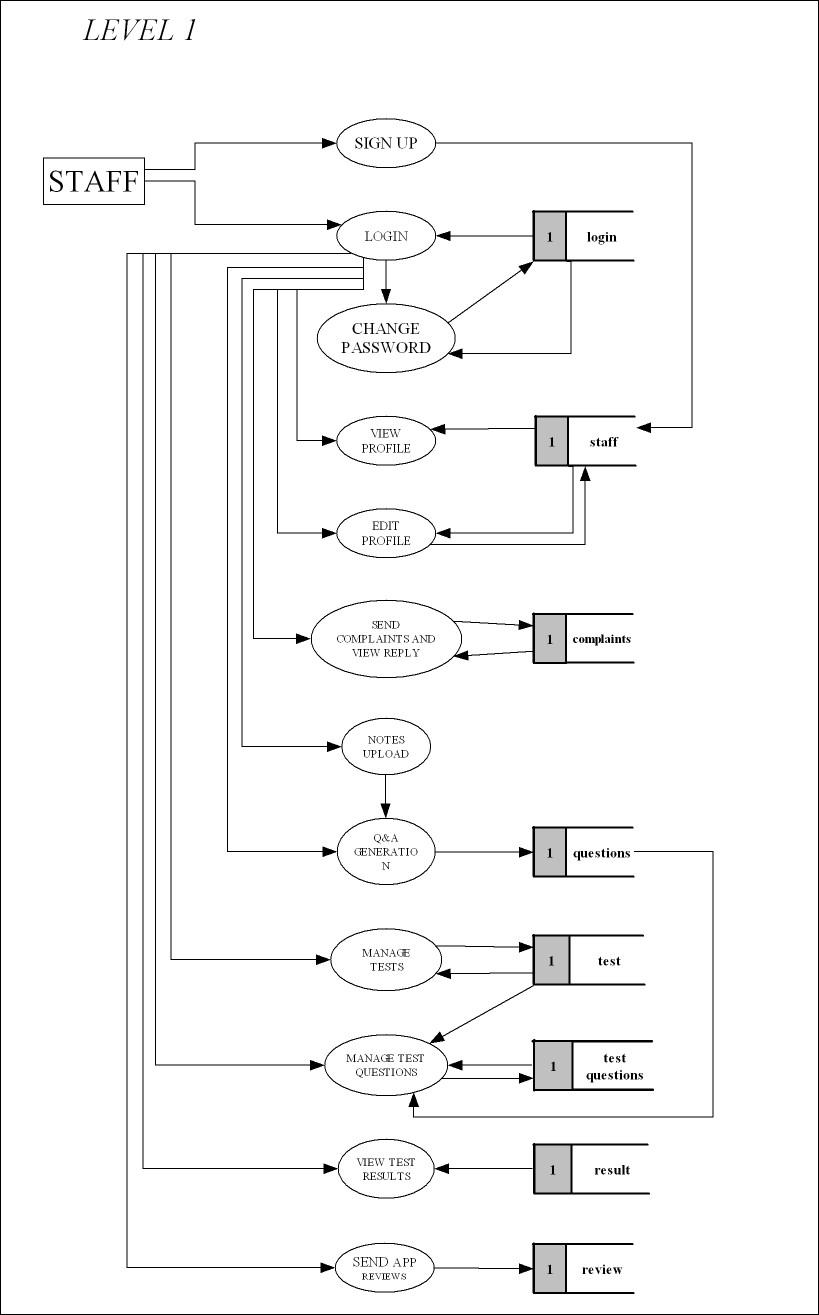 LEVEL 1
SIGN UP
STAFF
LOGIN
1
login
CHANGE
PASSWORD
VIEW
PROFILE
1
staff
EDIT
PROFILE
SEND
COMPLAINTS AND
VIEW REPLY
1
complaints
NOTES
UPLOAD
Q&A
GENERATIO
N
1
questions
MANAGE
TESTS
1
test
MANAGE TEST
QUESTIONS
1
test
questions
VIEW TEST
RESULTS
1
result
SEND APP
REVIEWS
1
review